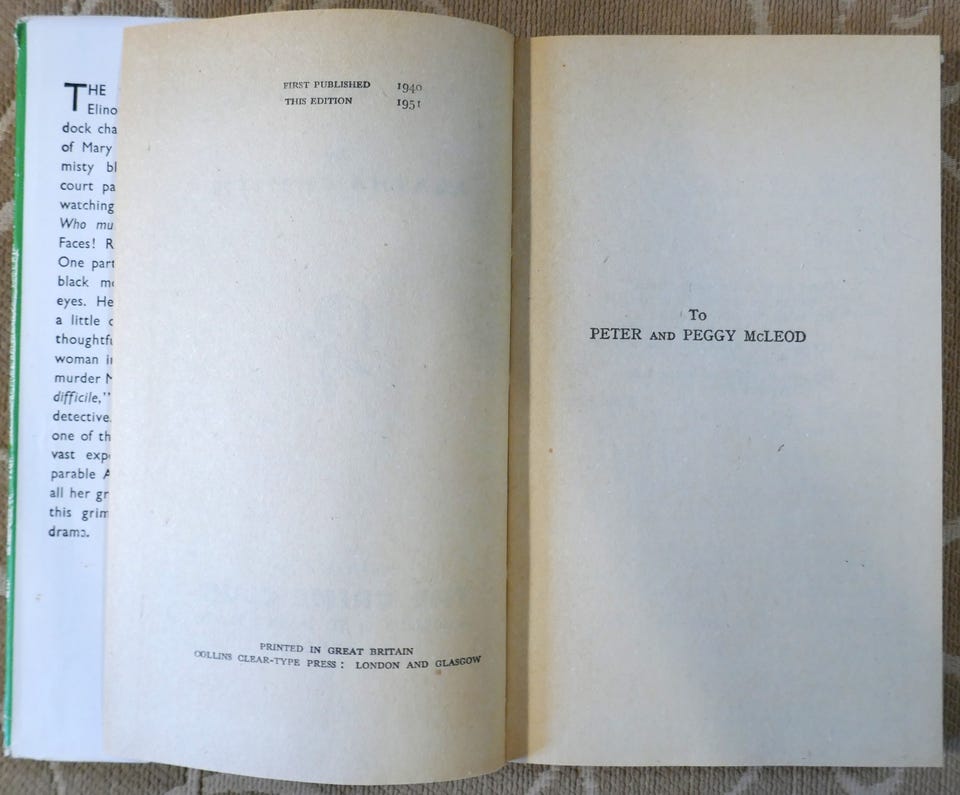 THE
Elino
dock cha
of Mary
misty bl
court pa
watching
Who mu
Faces! R
One part
black mo
eyes. He
a little
thoughtfu
woman in
murder M
difficile,"
detective.
one of th
vast expe
parable A
all her gr
this grim
drama.
FIRST PUBLISHED 1940
THIS EDITION 1951
PRINTED IN GREAT BRITAIN
COLLINS CLEAR-TYPE PRESS : LONDON AND GLASGOW
To
PETER AND PEGGY McLEOD